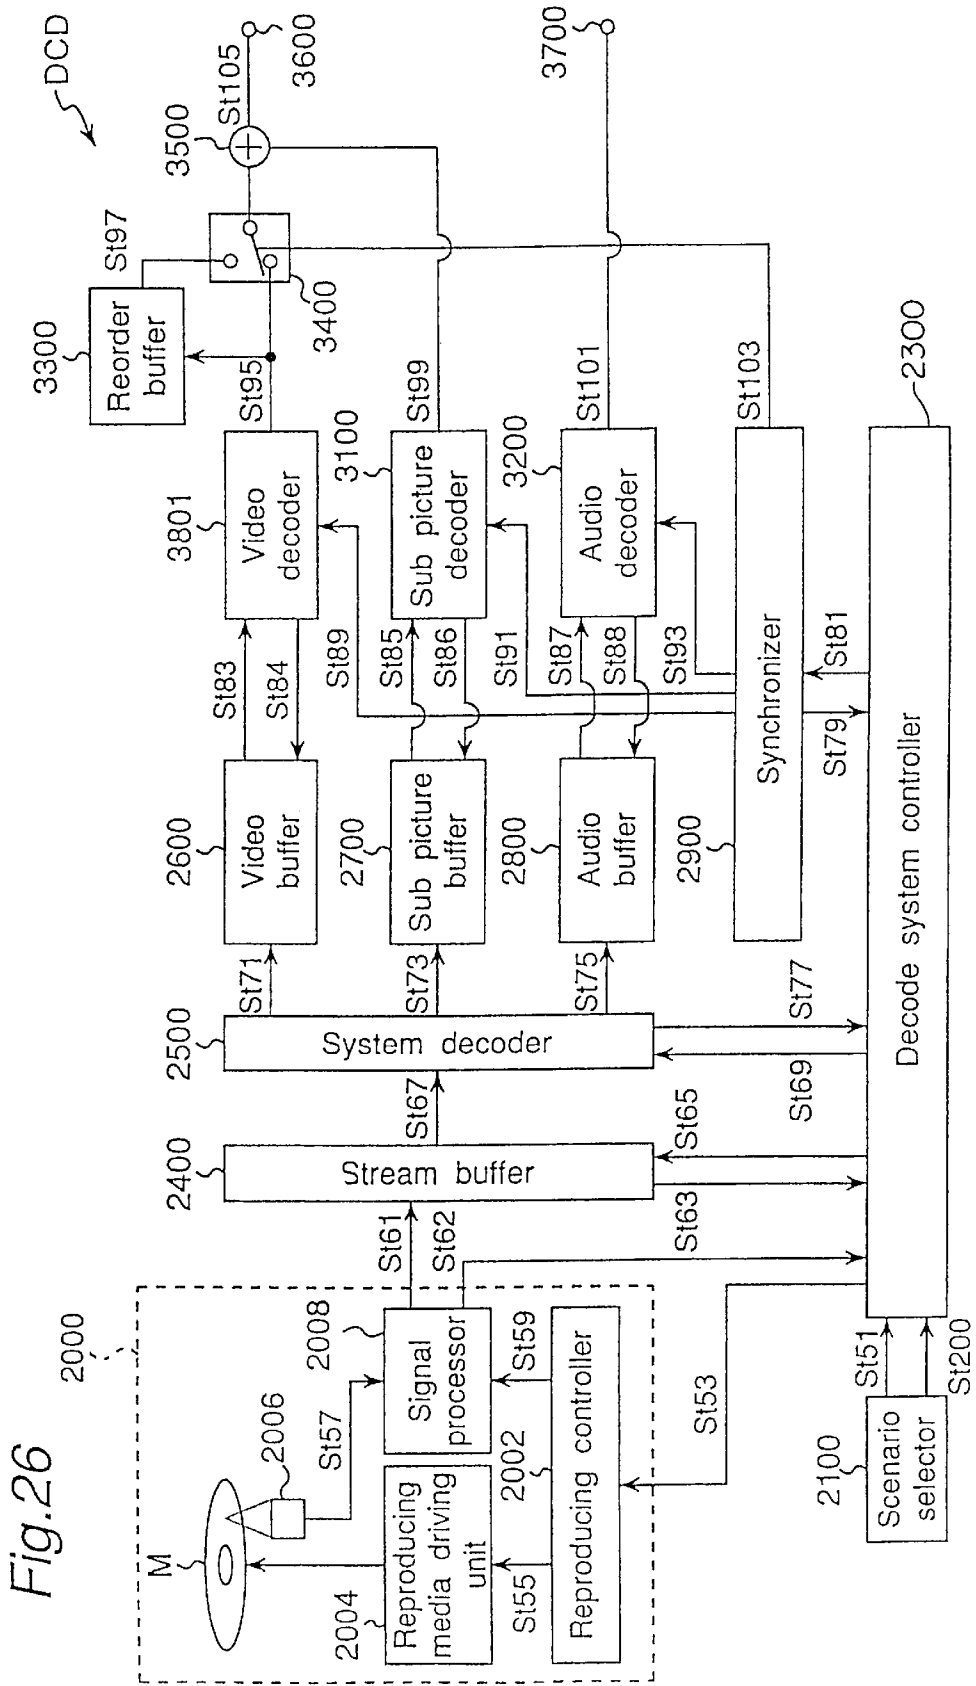 Fig.26
DCD
2000
M
2006
St57
2004
Reproducing
media driving
unit
2008
Signal
processor
St55
2002
St59
Reproducing controller
St61
St62
St53
2400
Stream buffer
St63
St65
St67
2500
System decoder
St69
St77
St71
St73
St75
2600
Video
buffer
2700
Sub picture
buffer
2800
Audio
buffer
St83
St84
St89
St85
St86
St91
St87
St88
St93
3801
Video
decoder
3100
Sub picture
decoder
3200
Audio
decoder
2900
Synchronizer
St79
St81
St95
St99
St101
St103
3300
Reorder
buffer
St97
3400
3500
St105
3600
3700
2100
Scenario
selector
St51
St200
Decode system controller
2300